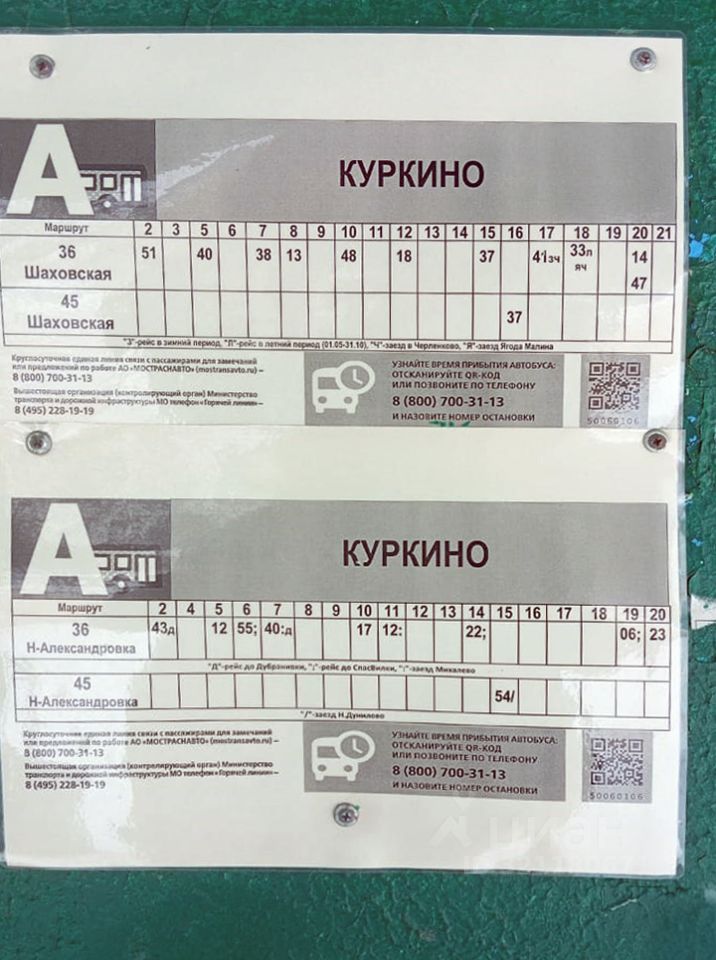 А КУРКИНО
Маршрут 2 3 5 6 7 8 9 10 11 12 13 14 15 16 17 18 19 20 21
36 Шаховская 51 40 38 13 48 18 37 33л яч 14 47
45 Шаховская 37
"З"-рейс в зимний период, "Л"-рейс в летний период (01.05-31.10), "Ч"-заезд в Черленково, "Я"-заезд Ягода Малина
Круглосуточная единая линия связи с пассажирами для замечаний
или предложений по работе АО «МОСТРАНСАВТО» (mostransavto.ru) –
8 (800) 700-31-13
Вышестоящая организация (контролирующий орган) Министерство
транспорта и дорожной инфраструктуры МО телефон «Горячей линии» –
8 (495) 228-19-19
УЗНАЙТЕ ВРЕМЯ ПРИБЫТИЯ АВТОБУСА:
ОТСКАНИРУЙТЕ QR-КОД
ИЛИ ПОЗВОНИТЕ ПО ТЕЛЕФОНУ
8 (800) 700-31-13
И НАЗОВИТЕ НОМЕР ОСТАНОВКИ
50060106
А КУРКИНО
Маршрут 2 4 5 6 7 8 9 10 11 12 13 14 15 16 17 18 19 20
36 Н-Александровка 43д 12 55; 40:д 17 12: 22; 06; 23
"Д"-рейс до Дубранивки, ";"-рейс до СпасВилки, ":"-заезд Михалево
45 Н-Александровка 54/
"/"-заезд Н.Дунилово
Круглосуточная единая линия связи с пассажирами для замечаний
или предложений по работе АО «МОСТРАНСАВТО» (mostransavto.ru) –
8 (800) 700-31-13
Вышестоящая организация (контролирующий орган) Министерство
транспорта и дорожной инфраструктуры МО телефон «Горячей линии» –
8 (495) 228-19-19
УЗНАЙТЕ ВРЕМЯ ПРИБЫТИЯ АВТОБУСА:
ОТСКАНИРУЙТЕ QR-КОД
ИЛИ ПОЗВОНИТЕ ПО ТЕЛЕФОНУ
8 (800) 700-31-13
И НАЗОВИТЕ НОМЕР ОСТАНОВКИ
50060106
циан